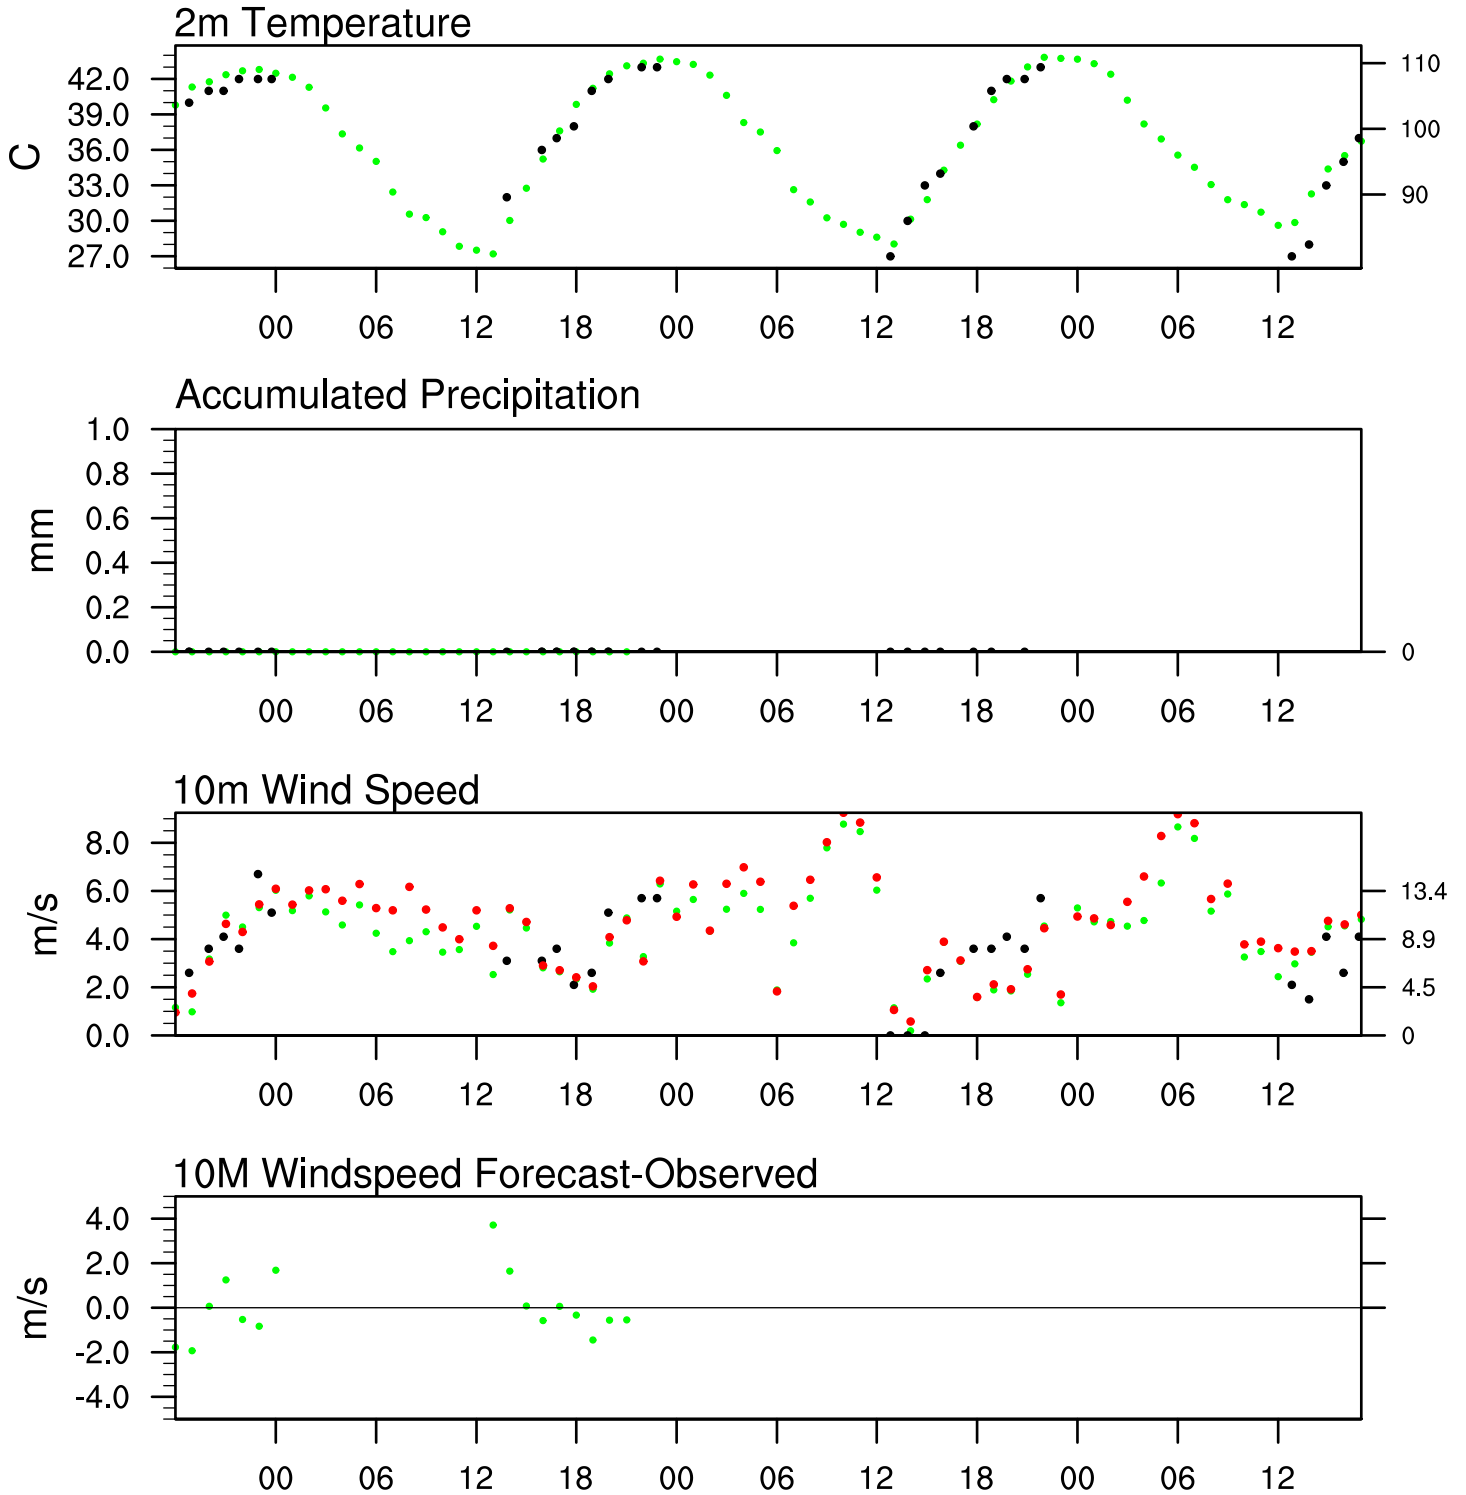 2m Temperature
42.0
39.0
36.0
33.0
30.0
27.0
C
110
100
90
00 06 12 18 00 06 12 18 00 06 12
Accumulated Precipitation
1.0
0.8
0.6
0.4
0.2
0.0
mm
0
00 06 12 18 00 06 12 18 00 06 12
10m Wind Speed
8.0
6.0
4.0
2.0
0.0
m/s
13.4
8.9
4.5
0
00 06 12 18 00 06 12 18 00 06 12
10M Windspeed Forecast-Observed
4.0
2.0
0.0
-2.0
-4.0
m/s
00 06 12 18 00 06 12 18 00 06 12